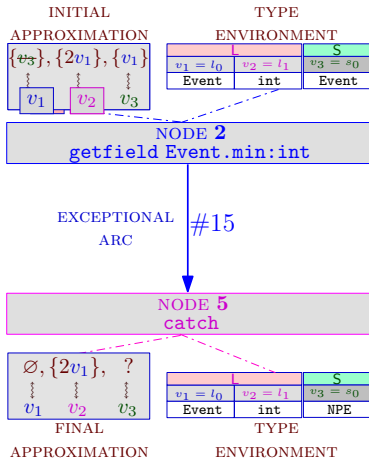 INITIAL APPROXIMATION
TYPE ENVIRONMENT
{v3}, {2v1}, {v1}
v1 v2 v3
L S
v1 = l0 v2 = l1 v3 = s0
Event int Event
NODE 2
getfield Event.min:int
EXCEPTIONAL ARC
#15
NODE 5
catch
∅, {2v1}, ?
v1 v2 v3
L S
v1 = l0 v2 = l1 v3 = s0
Event int NPE
FINAL APPROXIMATION
TYPE ENVIRONMENT